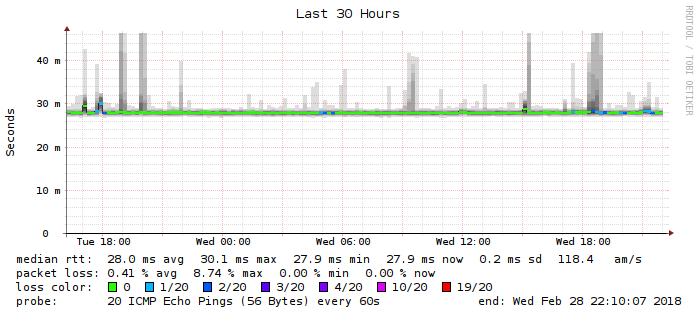 Last 30 Hours
RRDTOOL / TOBI OETIKER
Seconds
40 m
30 m
20 m
10 m
0
Tue 18:00 Wed 00:00 Wed 06:00 Wed 12:00 Wed 18:00
median rtt: 28.0 ms avg 30.1 ms max 27.9 ms min 27.9 ms now 0.2 ms sd 118.4 am/s
packet loss: 0.41 % avg 8.74 % max 0.00 % min 0.00 % now
loss color: 0 1/20 2/20 3/20 4/20 10/20 19/20
probe: 20 ICMP Echo Pings (56 Bytes) every 60s end: Wed Feb 28 22:10:07 2018